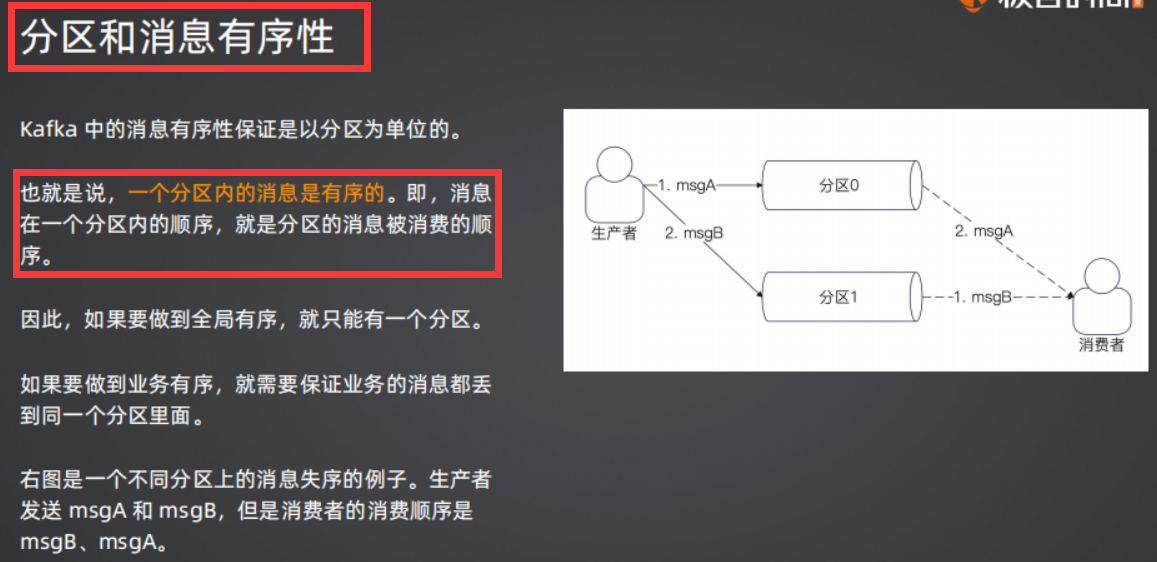 分区和消息有序性
Kafka 中的消息有序性保证是以分区为单位的。
也就是说，一个分区内的消息是有序的。即，消息
在一个分区内的顺序，就是分区的消息被消费的顺
序。
因此，如果要做到全局有序，就只能有一个分区。
如果要做到业务有序，就需要保证业务的消息都丢
到同一个分区里面。
右图是一个不同分区上的消息失序的例子。生产者
发送 msgA 和 msgB，但是消费者的消费顺序是
msgB、msgA。
1. msgA
分区0
生产者
2. msgB
2. msgA
分区1
1. msgB
消费者